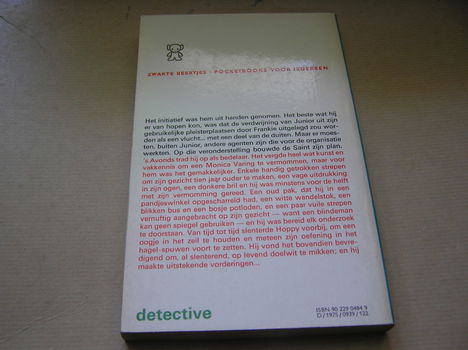 ZWARTE BEERTJES - POCKETBOOKS VOOR IEDEREEN
Het initiatief was hem uit handen genomen. Het beste wat hij
er van hopen kon, was dat de verdwijning van Junior uit zijn
gebruikelijke pleisterplaatsen door Frankie uitgelegd zou wor-
den als een vlucht... met een deel van de duiten. Maar er moes-
ten, buiten Junior, andere agenten zijn die voor de organisatie
werkten. Op die veronderstelling bouwde de Saint zijn plan.
's Avonds trad hij op als bedelaar. Het vergde heel wat kunst en
vakkennis om een Monica Varing te vermommen, maar voor
hem was het gemakkelijker. Enkele handig getrokken strepen
om zijn gezicht tien jaar ouder te maken, een vage uitdrukking
in zijn ogen, een donkere bril en hij was minstens voor de helft
met zijn vermomming gereed. Een oud pak, dat hij in een
pandjeswinkel opgescharreld had, een witte wandelstok, een
blikken bus en een bosje potloden, en een paar vuile strepen
vernuftig aangebracht op zijn gezicht — want een blindeman
kan geen spiegel gebruiken — en hij was bereid elk onderzoek
te doorstaan. Van tijd tot tijd slenterde Hoppy voorbij, om een
oogje in het zeil te houden en meteen zijn oefening in het
hagel-spuwen voort te zetten. Hij vond het bovendien bevre-
digend om, al slenterend, op levend doelwit te mikken; en hij
maakte uitstekende vorderingen...
detective
ISBN 90 229 0484 9
D / 1975 / 0939 / 122